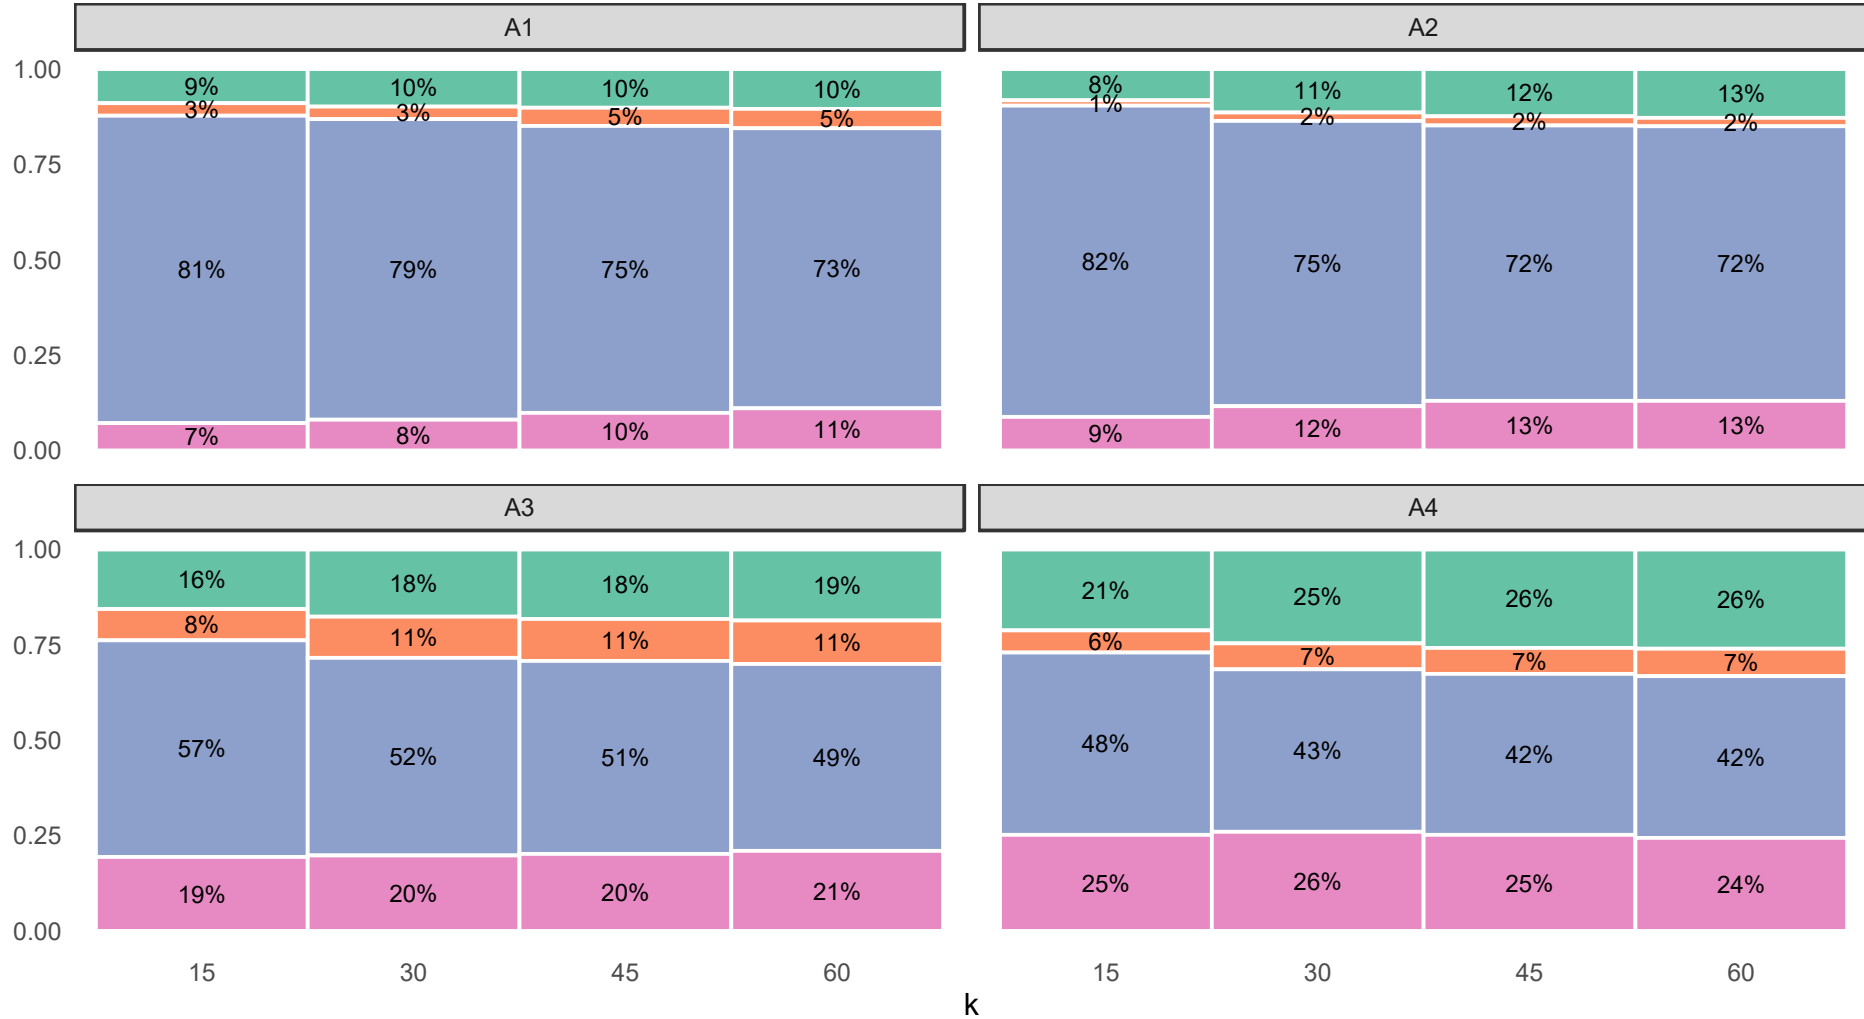 A1 A2
1.00 9% 10% 10% 10% 8% 11% 12% 13%
3% 3% 5% 5% 1% 2% 2% 2%
0.75
0.50 81% 79% 75% 73% 82% 75% 72% 72%
0.25
7% 8% 10% 11% 9% 12% 13% 13%
0.00
A3 A4
1.00
16% 18% 18% 19% 21% 25% 26% 26%
8% 11% 11% 11% 6% 7% 7% 7%
0.75
0.50 57% 52% 51% 49% 48% 43% 42% 42%
0.25
19% 20% 20% 21% 25% 26% 25% 24%
0.00
15 30 45 60 15 30 45 60
k